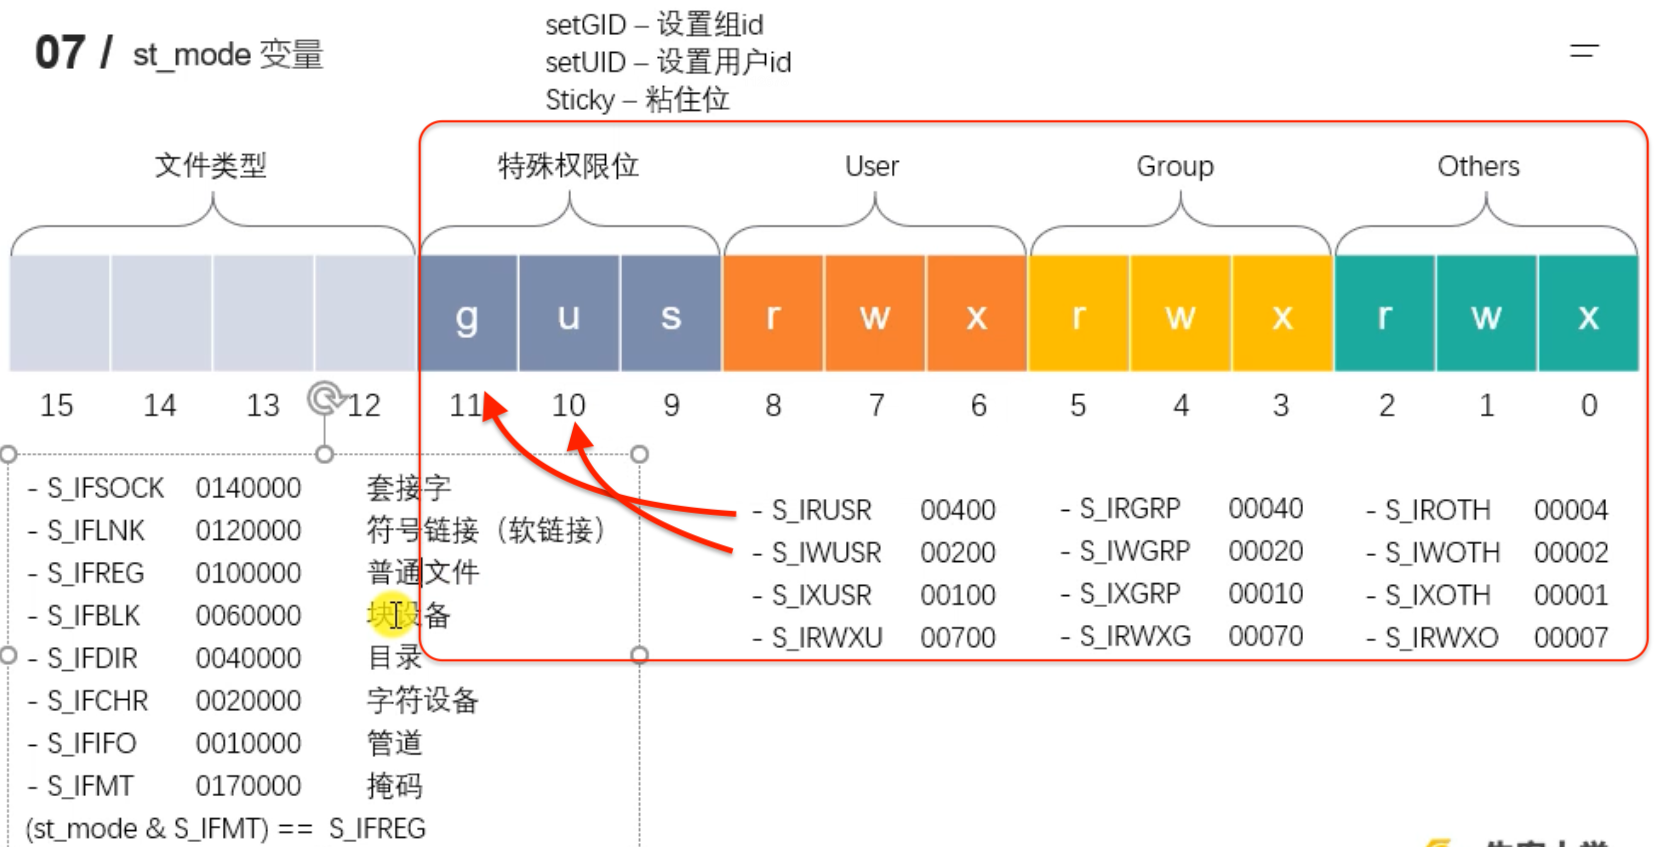 07 / st_mode 变量
setGID – 设置组id
setUID – 设置用户id
Sticky – 粘住位
文件类型 特殊权限位 User Group Others
g u s r w x r w x r w x
15 14 13 12 11 10 9 8 7 6 5 4 3 2 1 0
- S_IFSOCK 0140000 套接字
- S_IFLNK 0120000 符号链接（软链接）
- S_IFREG 0100000 普通文件
- S_IFBLK 0060000 块设备
- S_IFDIR 0040000 目录
- S_IFCHR 0020000 字符设备
- S_IFIFO 0010000 管道
- S_IFMT 0170000 掩码
(st_mode & S_IFMT) == S_IFREG
- S_IRUSR 00400
- S_IWUSR 00200
- S_IXUSR 00100
- S_IRWXU 00700
- S_IRGRP 00040
- S_IWGRP 00020
- S_IXGRP 00010
- S_IRWXG 00070
- S_IROTH 00004
- S_IWOTH 00002
- S_IXOTH 00001
- S_IRWXO 00007